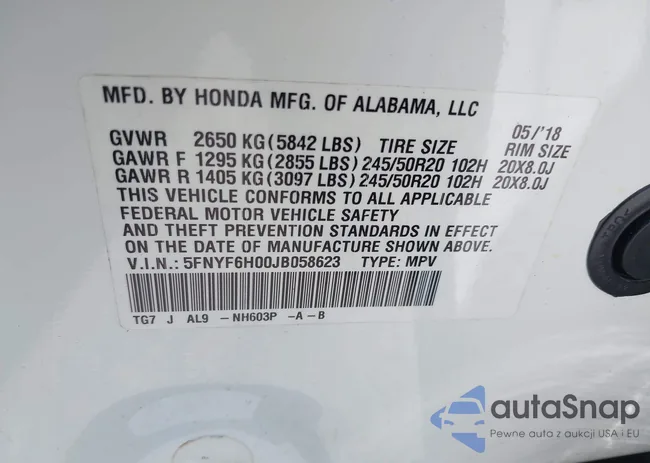 MFD. BY HONDA MFG. OF ALABAMA, LLC
05/'18
GVWR 2650 KG(5842 LBS) TIRE SIZE RIM SIZE
GAWR F 1295 KG(2855 LBS) 245/50R20 102H 20X8.0J
GAWR R 1405 KG(3097 LBS) 245/50R20 102H 20X8.0J
THIS VEHICLE CONFORMS TO ALL APPLICABLE
FEDERAL MOTOR VEHICLE SAFETY
AND THEFT PREVENTION STANDARDS IN EFFECT
ON THE DATE OF MANUFACTURE SHOWN ABOVE.
V.I.N.: 5FNYF6H00JB058623 TYPE: MPV
TG7 J AL9 -NH603P -A-B
autaSnap
Pewne auta z aukcji USA i EU